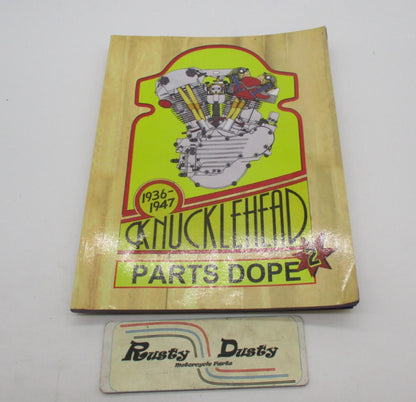 1936-
1947
KNUCKLEHEAD
PARTS DOPE 2
Rusty Dusty
Motorcycle Parts